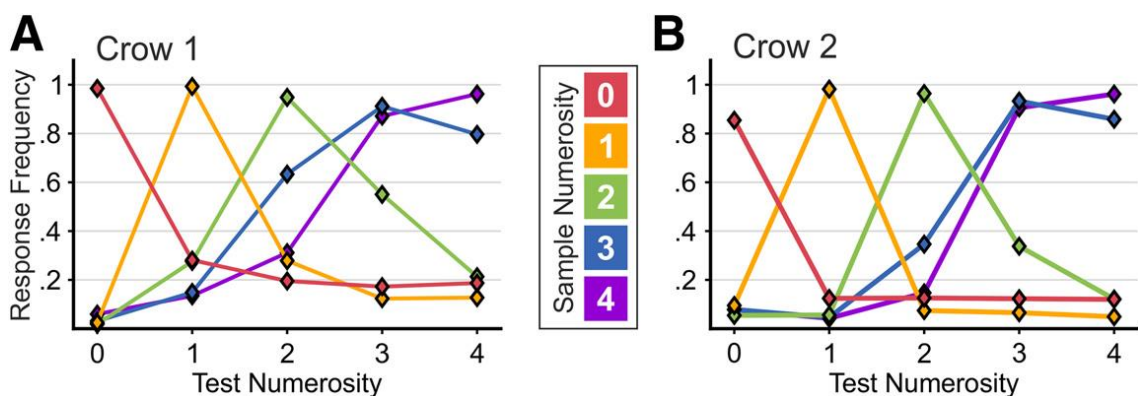 A Crow 1
Response Frequency
1
.8
.6
.4
.2
0 1 2 3 4
Test Numerosity
Sample Numerosity
0
1
2
3
4
B Crow 2
1
.8
.6
.4
.2
0 1 2 3 4
Test Numerosity